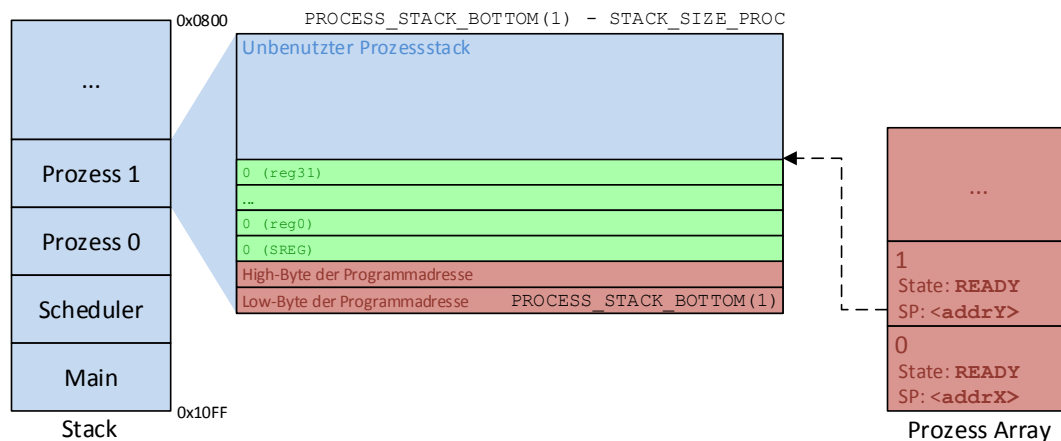 0x0800
...
Prozess 1
Prozess 0
Scheduler
Main
0x10FF
Stack
PROCESS_STACK_BOTTOM(1) - STACK_SIZE_PROC
Unbenutzter Prozessstack
0 (reg31)
…
0 (reg0)
0 (SREG)
High-Byte der Programmadresse
Low-Byte der Programmadresse PROCESS_STACK_BOTTOM(1)
...
1
State: READY
SP: <addrY>
0
State: READY
SP: <addrX>
Prozess Array